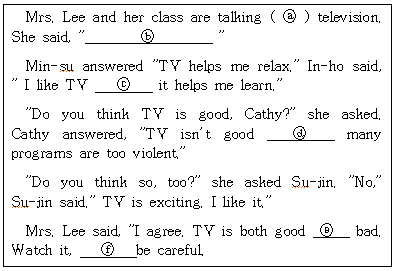 Mrs. Lee and her class are talking ( ⓐ ) television.
She said, "________ⓑ________ "
Min-su answered "TV helps me relax." In-ho said,
" I like TV ___ⓒ___ it helps me learn."
"Do you think TV is good, Cathy?" she asked.
Cathy answered, "TV isn't good ___ⓓ___ many
programs are too violent."
"Do you think so, too?" she asked Su-jin. "No,"
Su-jin said." TV is exciting. I like it."
Mrs. Lee said, "I agree. TV is both good __ⓔ__ bad.
Watch it, ___ⓕ___be careful.